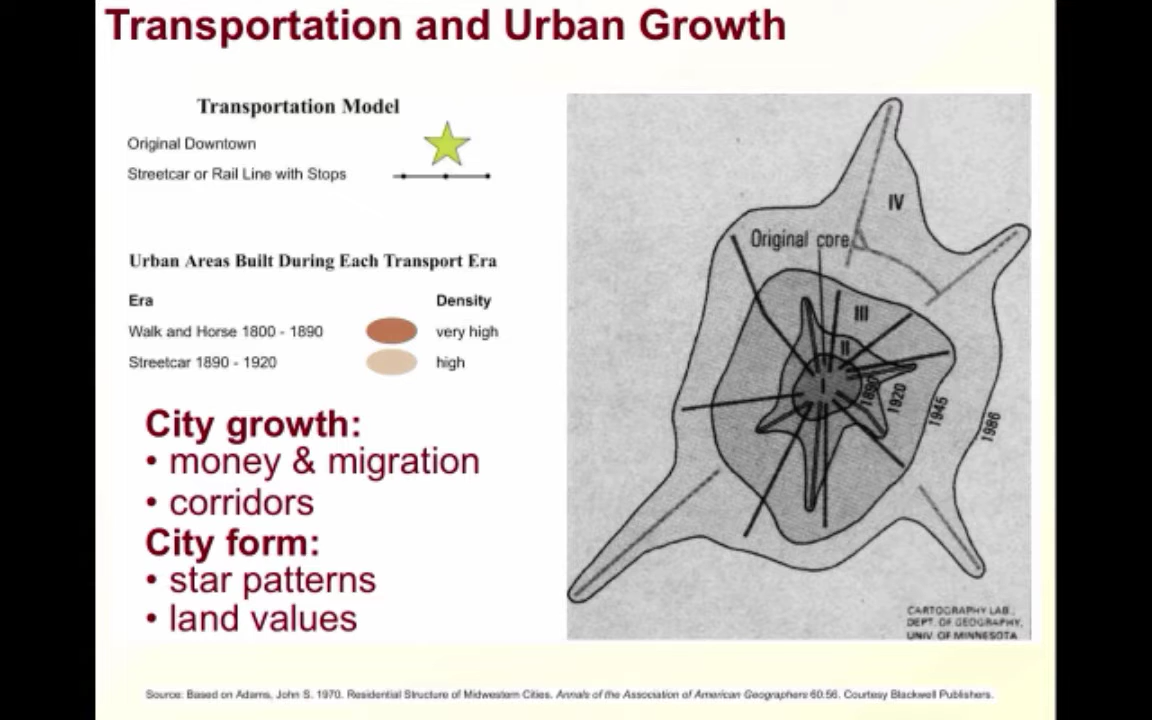 Transportation and Urban Growth
Transportation Model
Original Downtown
Streetcar or Rail Line with Stops
Urban Areas Built During Each Transport Era
Era Density
Walk and Horse 1800 - 1890 very high
Streetcar 1890 - 1920 high
City growth:
• money & migration
• corridors
City form:
• star patterns
• land values
IV
Original core
III
II
I
1890
1920
1945
1986
CARTOGRAPHY LAB.,
DEPT. OF GEOGRAPHY,
UNIV. OF MINNESOTA
Source: Based on Adams, John S. 1970. Residential Structure of Midwestern Cities. Annals of the Association of American Geographers 60:56. Courtesy Blackwell Publishers.